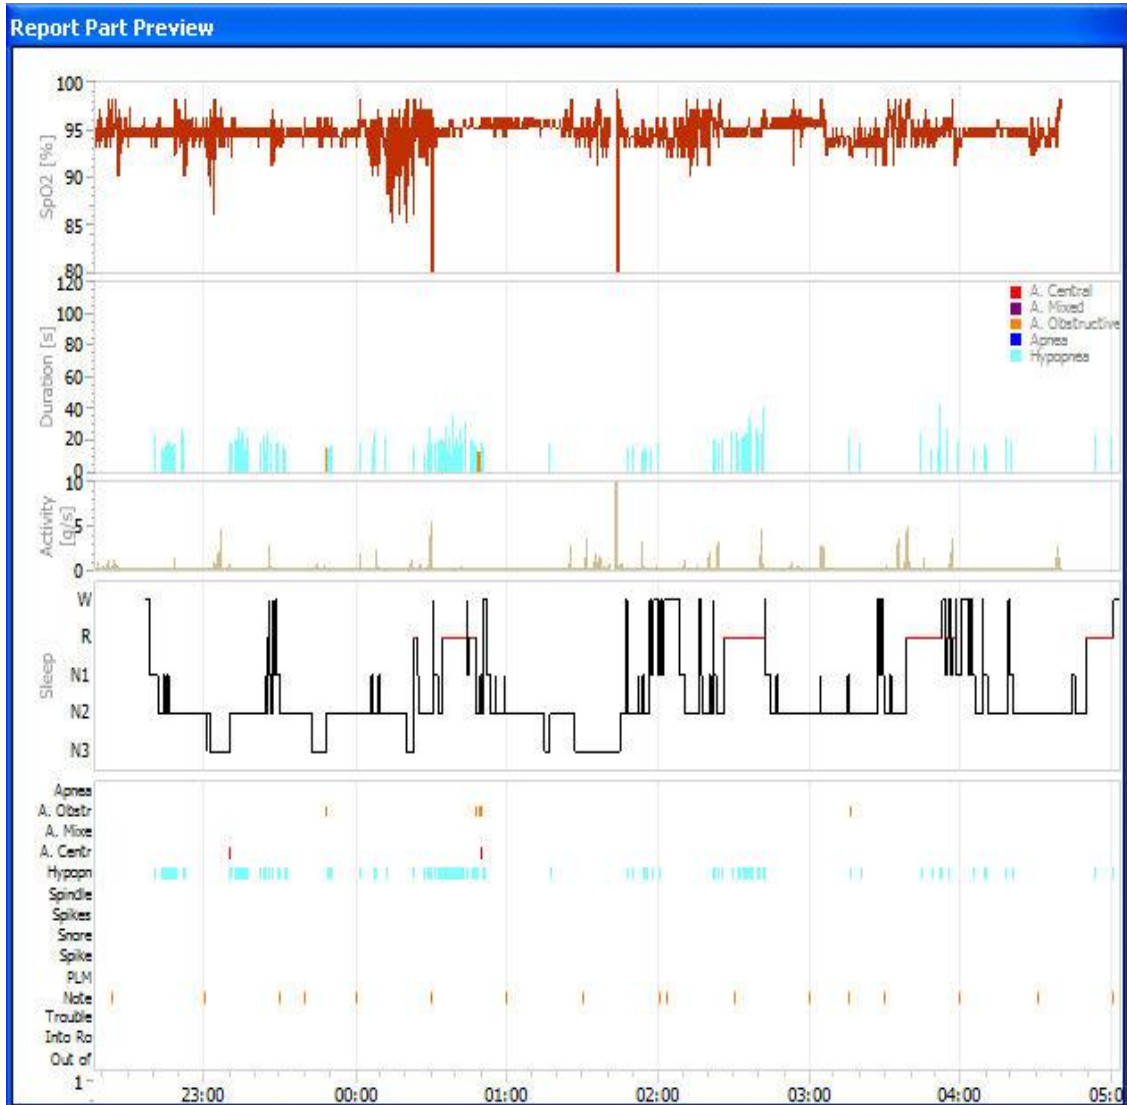 Report Part Preview
100
95
90
85
80
SpO2 [%]
120
100
80
60
40
20
0
Duration [s]
A. Central
A. Mixed
A. Obstructive
Apnea
Hypopnea
10
5
0
Activity
[g/s]
W
R
N1
N2
N3
Sleep
Apnea
A. Obstr
A. Mixe
A. Centr
Hypopn
Spindle
Spikes
Snore
Spike
PLM
Note
Trouble
Into Ro
Out of
1
23:00 00:00 01:00 02:00 03:00 04:00 05:0